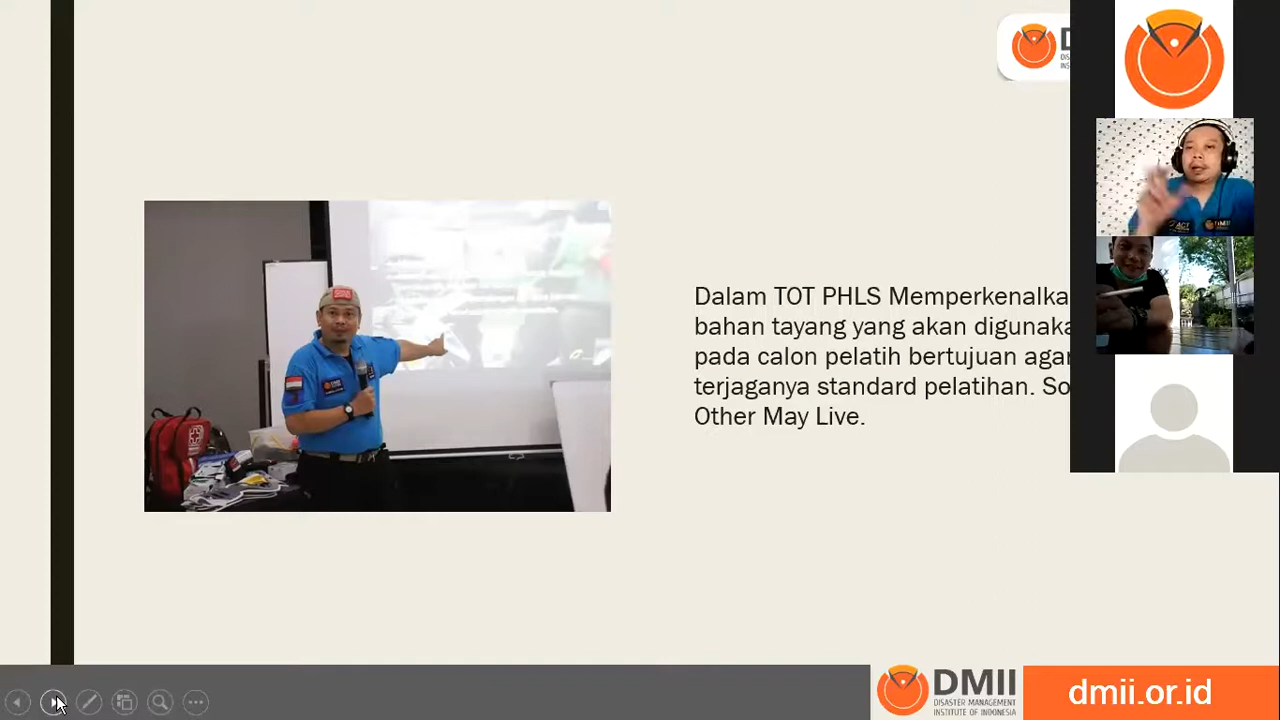 Dalam TOT PHLS Memperkenalka
bahan tayang yang akan digunaka
pada calon pelatih bertujuan agar
terjaganya standard pelatihan. So
Other May Live.
DMII
DISASTER MANAGEMENT
INSTITUTE OF INDONESIA
dmii.or.id